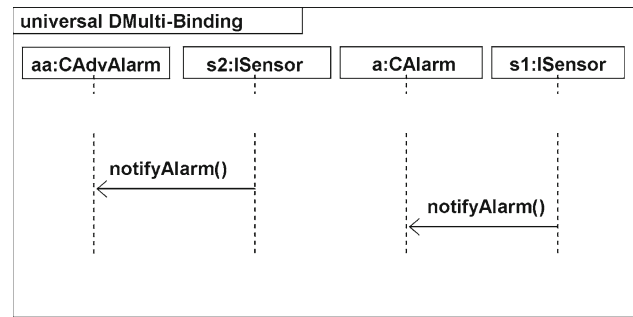 universal DMulti-Binding
aa:CAdvAlarm
s2:ISensor
a:CAlarm
s1:ISensor
notifyAlarm()
notifyAlarm()